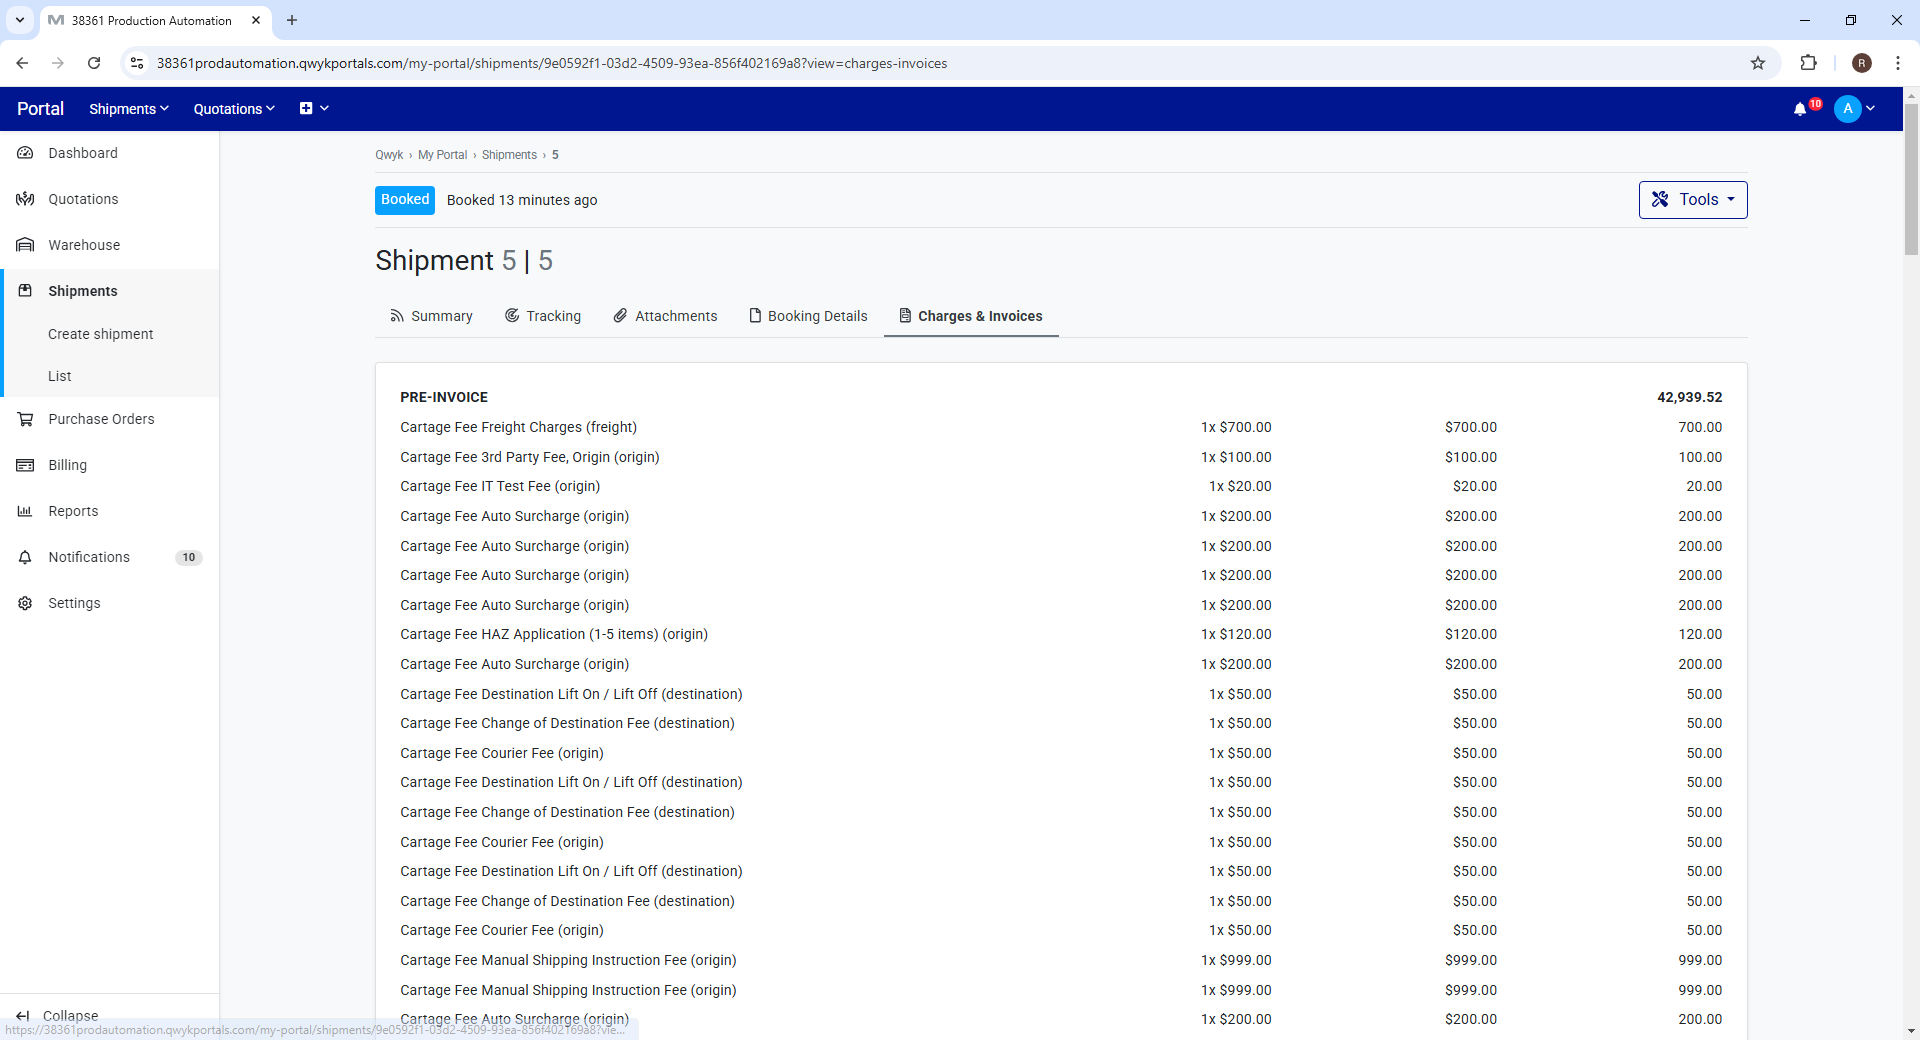 38361 Production Automation
38361prodautomation.qwykportals.com/my-portal/shipments/9e0592f1-03d2-4509-93ea-856f402169a8?view=charges-invoices
R
Portal
Shipments
Quotations
10
A
Dashboard
Quotations
Warehouse
Shipments
Create shipment
List
Purchase Orders
Billing
Reports
Notifications 10
Settings
Collapse
Qwyk › My Portal › Shipments › 5
Booked Booked 13 minutes ago
Tools
Shipment 5 | 5
Summary Tracking Attachments Booking Details Charges & Invoices
PRE-INVOICE 42,939.52
Cartage Fee Freight Charges (freight) 1x $700.00 $700.00 700.00
Cartage Fee 3rd Party Fee, Origin (origin) 1x $100.00 $100.00 100.00
Cartage Fee IT Test Fee (origin) 1x $20.00 $20.00 20.00
Cartage Fee Auto Surcharge (origin) 1x $200.00 $200.00 200.00
Cartage Fee Auto Surcharge (origin) 1x $200.00 $200.00 200.00
Cartage Fee Auto Surcharge (origin) 1x $200.00 $200.00 200.00
Cartage Fee Auto Surcharge (origin) 1x $200.00 $200.00 200.00
Cartage Fee HAZ Application (1-5 items) (origin) 1x $120.00 $120.00 120.00
Cartage Fee Auto Surcharge (origin) 1x $200.00 $200.00 200.00
Cartage Fee Destination Lift On / Lift Off (destination) 1x $50.00 $50.00 50.00
Cartage Fee Change of Destination Fee (destination) 1x $50.00 $50.00 50.00
Cartage Fee Courier Fee (origin) 1x $50.00 $50.00 50.00
Cartage Fee Destination Lift On / Lift Off (destination) 1x $50.00 $50.00 50.00
Cartage Fee Change of Destination Fee (destination) 1x $50.00 $50.00 50.00
Cartage Fee Courier Fee (origin) 1x $50.00 $50.00 50.00
Cartage Fee Destination Lift On / Lift Off (destination) 1x $50.00 $50.00 50.00
Cartage Fee Change of Destination Fee (destination) 1x $50.00 $50.00 50.00
Cartage Fee Courier Fee (origin) 1x $50.00 $50.00 50.00
Cartage Fee Manual Shipping Instruction Fee (origin) 1x $999.00 $999.00 999.00
Cartage Fee Manual Shipping Instruction Fee (origin) 1x $999.00 $999.00 999.00
Cartage Fee Auto Surcharge (origin) 1x $200.00 $200.00 200.00
https://38361prodautomation.qwykportals.com/my-portal/shipments/9e0592f1-03d2-4509-93ea-856f402169a8?vie...